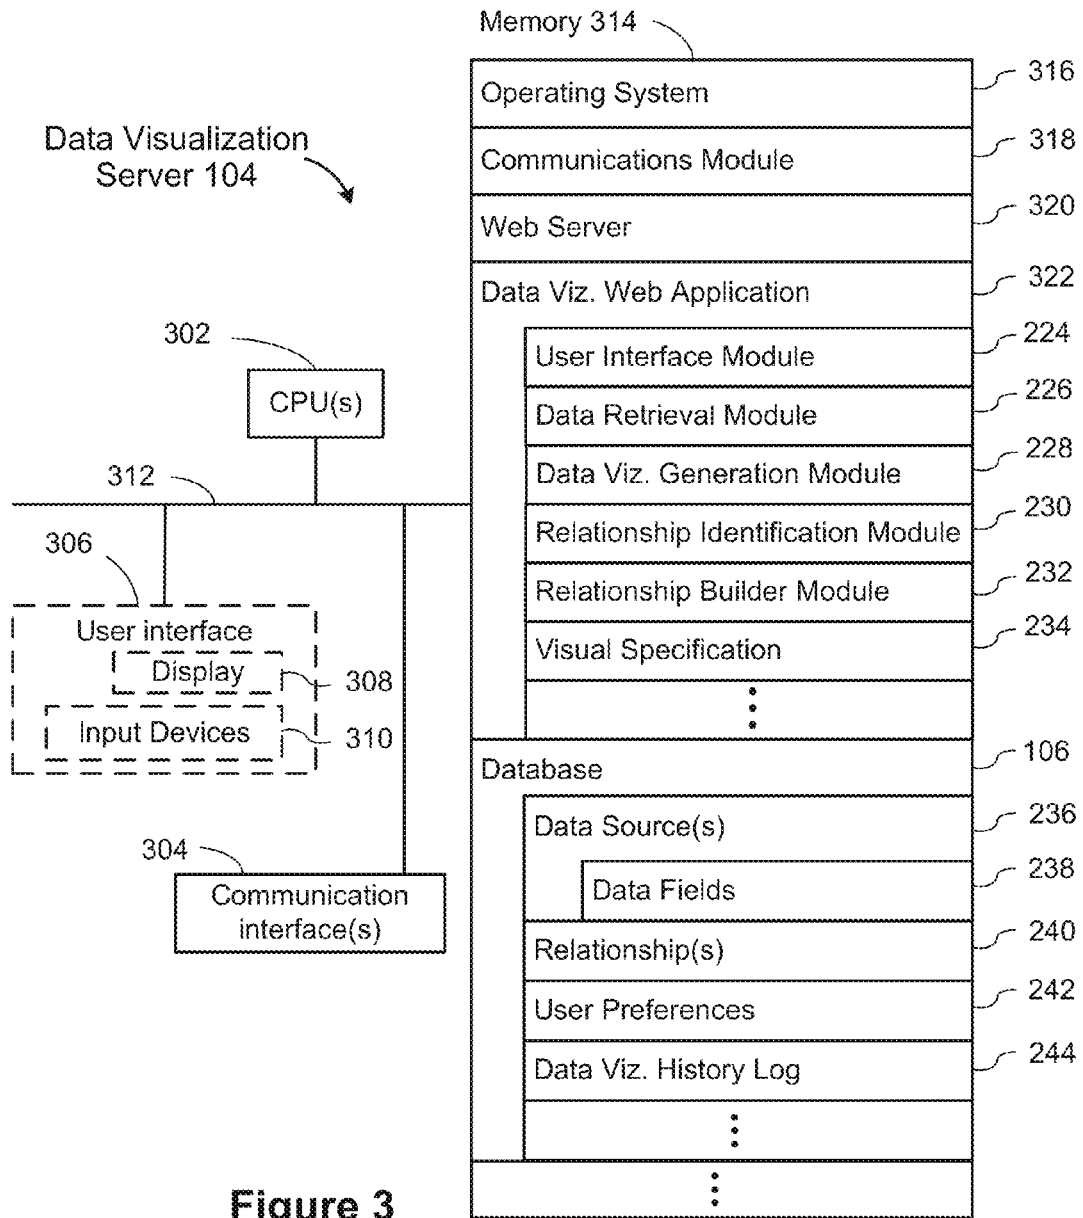 Memory 314
Operating System
316
Data Visualization
Server 104
Communications Module
318
Web Server
320
Data Viz. Web Application
322
302
CPU(s)
User Interface Module
224
Data Retrieval Module
226
Data Viz. Generation Module
228
312
Relationship Identification Module
230
306
Relationship Builder Module
232
User interface
Display
308
Input Devices
310
Visual Specification
234
Database
106
Data Source(s)
236
304
Communication
interface(s)
Data Fields
238
Relationship(s)
240
User Preferences
242
Data Viz. History Log
244
Figure 3